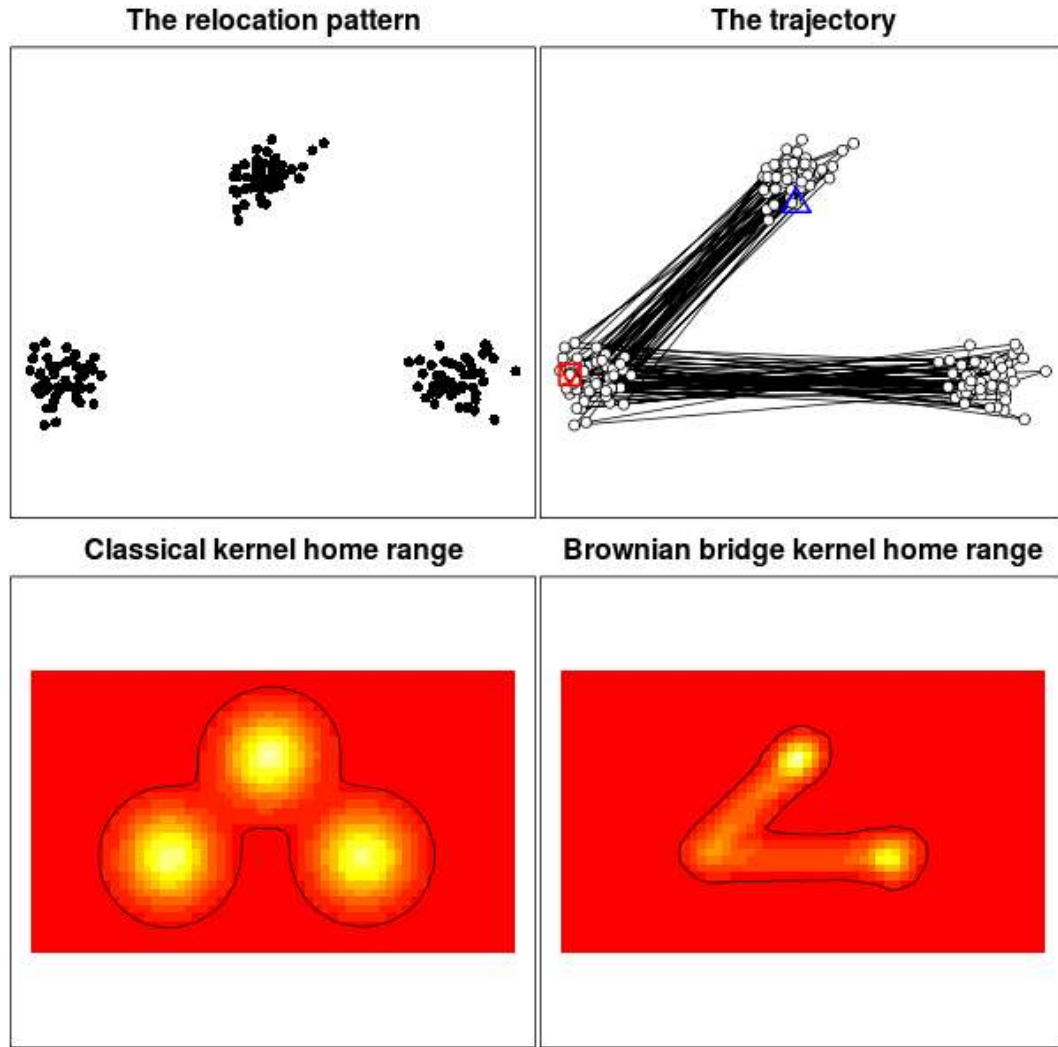 The relocation pattern
The trajectory
Classical kernel home range
Brownian bridge kernel home range